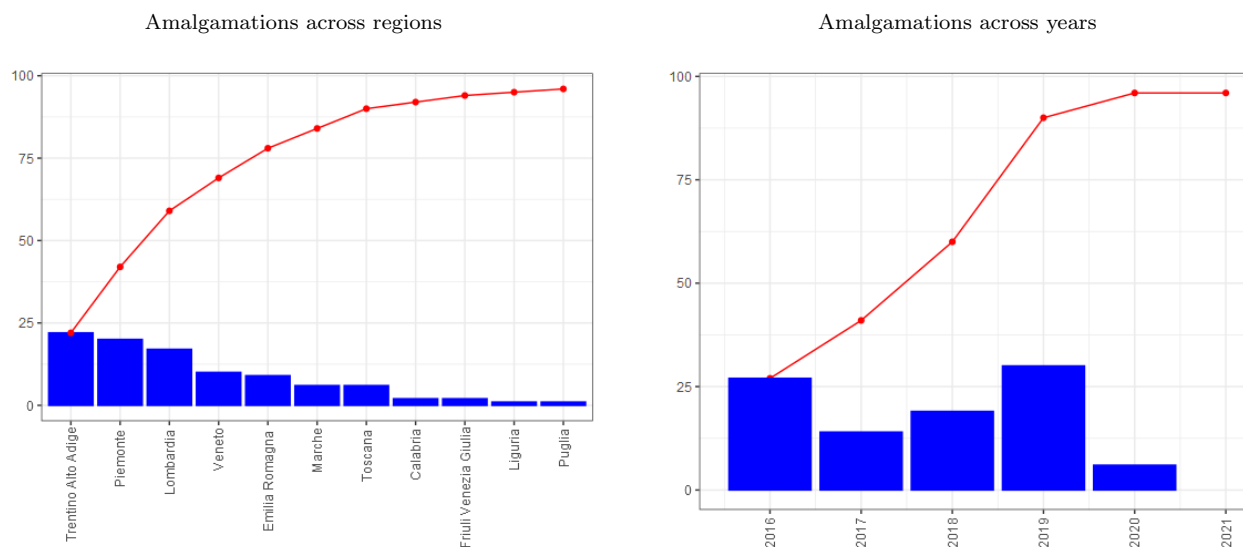 Amalgamations across regions
100
75
50
25
0
Trentino Alto Adige
Piemonte
Lombardia
Veneto
Emilia Romagna
Marche
Toscana
Calabria
Friuli Venezia Giulia
Liguria
Puglia
Amalgamations across years
100
75
50
25
0
2016
2017
2018
2019
2020
2021